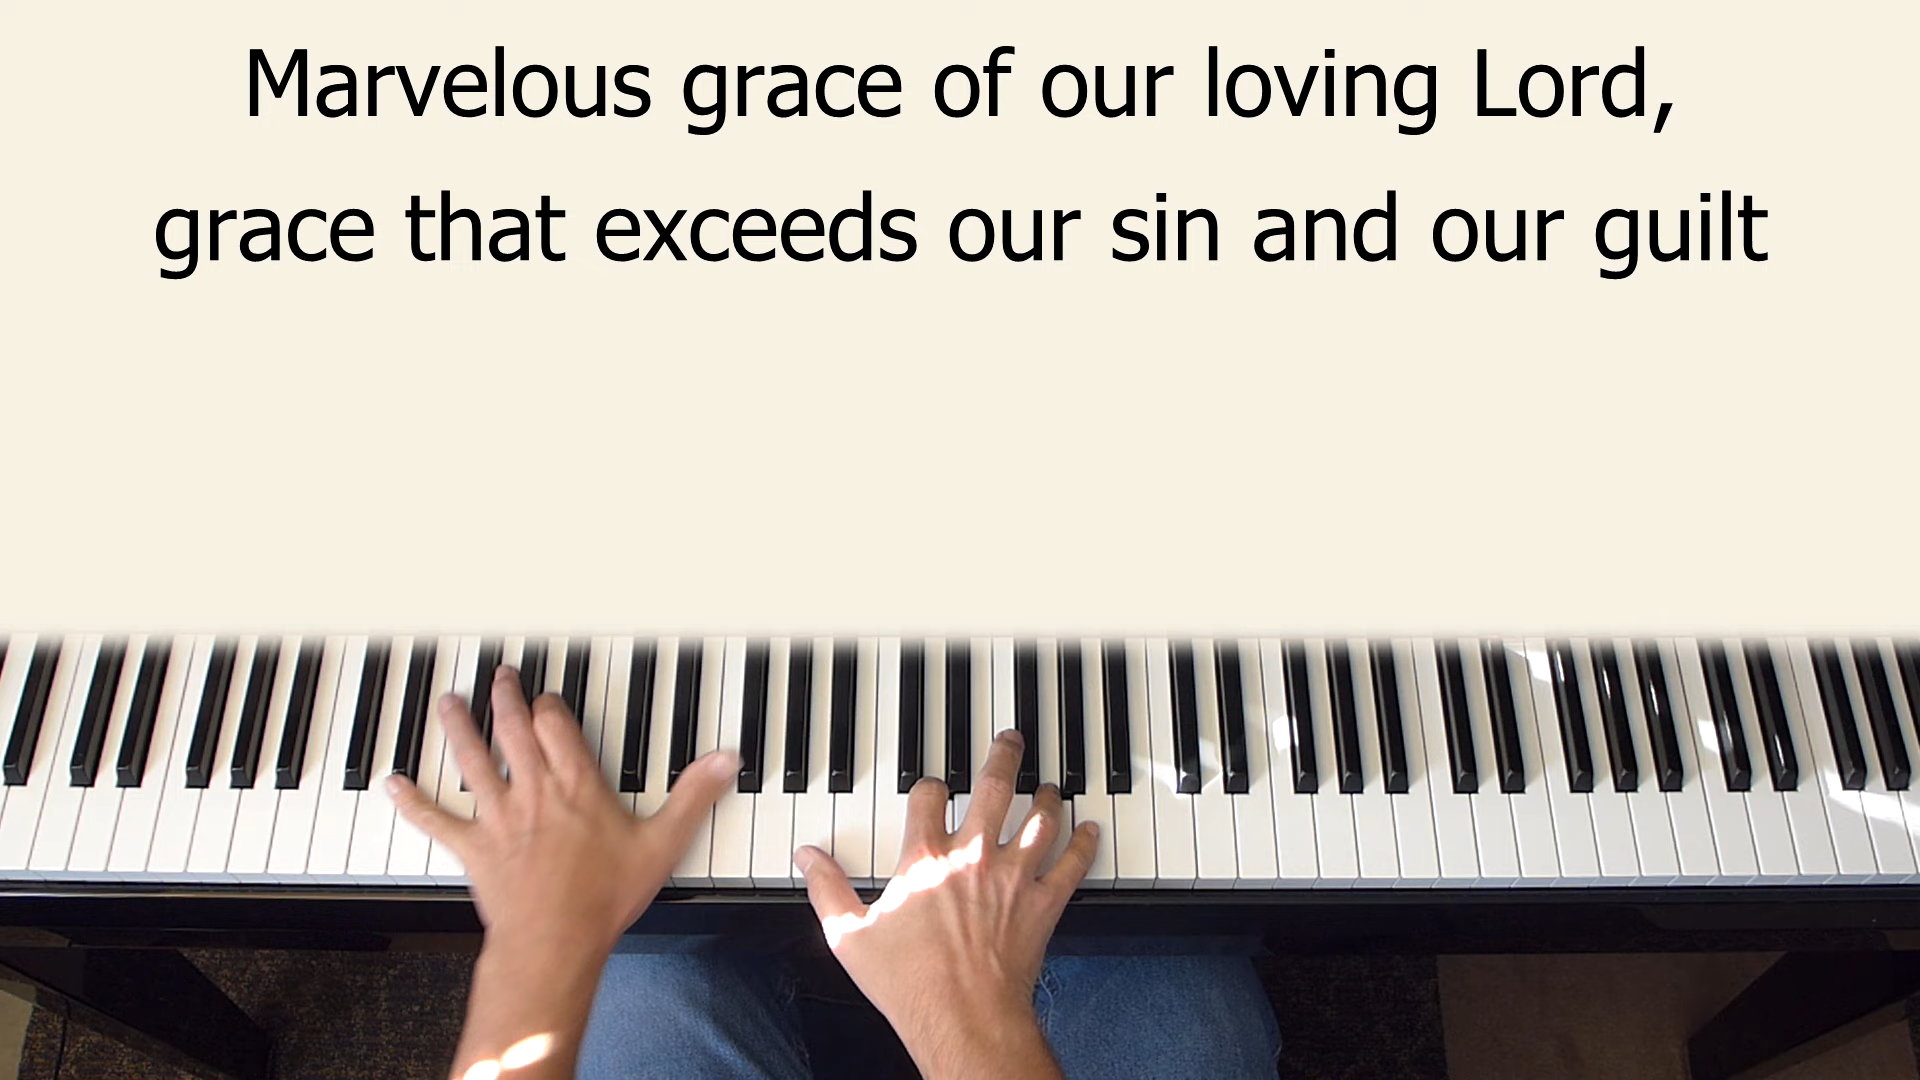 Marvelous grace of our loving Lord,
grace that exceeds our sin and our guilt